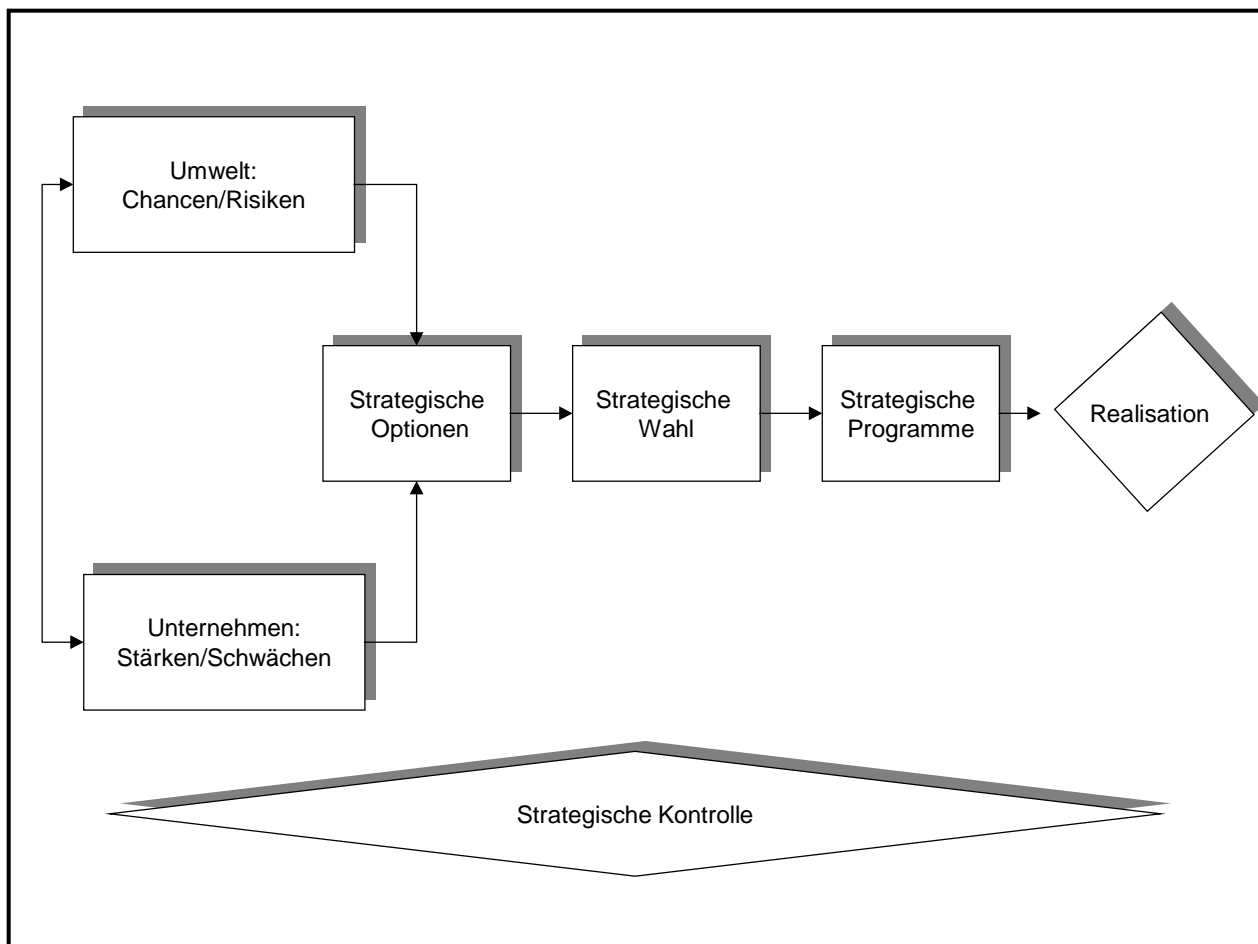 Umwelt:
Chancen/Risiken
Strategische
Optionen
Strategische
Wahl
Strategische
Programme
Realisation
Unternehmen:
Stärken/Schwächen
Strategische Kontrolle